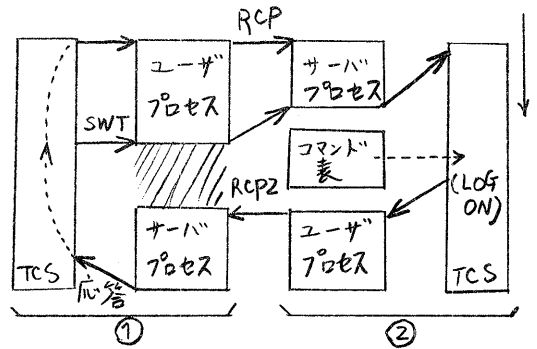 RCP
ユーザ
プロセス
サーバ
プロセス
SWT
コマンド
表
(LOG
ON)
RCP2
サーバ
プロセス
ユーザ
プロセス
TCS
応答
TCS
①
②